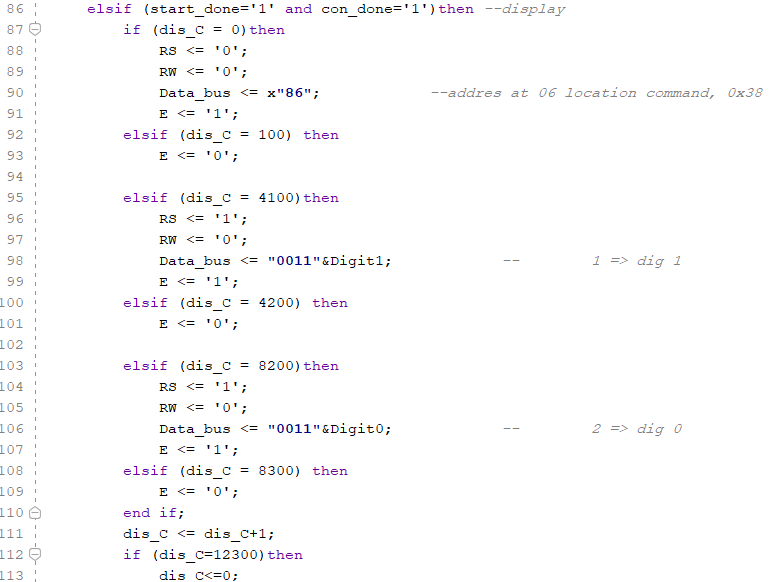 86 elsif (start_done='1' and con_done='1')then --display
87 if (dis_C = 0)then
88 RS <= '0';
89 RW <= '0';
90 Data_bus <= x"86"; --addres at 06 location command, 0x38
91 E <= '1';
92 elsif (dis_C = 100) then
93 E <= '0';
94
95 elsif (dis_C = 4100)then
96 RS <= '1';
97 RW <= '0';
98 Data_bus <= "0011"&Digit1; -- 1 => dig 1
99 E <= '1';
100 elsif (dis_C = 4200) then
101 E <= '0';
102
103 elsif (dis_C = 8200)then
104 RS <= '1';
105 RW <= '0';
106 Data_bus <= "0011"&Digit0; -- 2 => dig 0
107 E <= '1';
108 elsif (dis_C = 8300) then
109 E <= '0';
110 end if;
111 dis_C <= dis_C+1;
112 if (dis_C=12300)then
113 dis_C<=0;